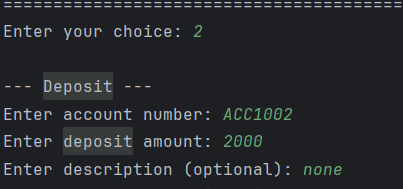 ========================================
Enter your choice: 2
--- Deposit ---
Enter account number: ACC1002
Enter deposit amount: 2000
Enter description (optional): none